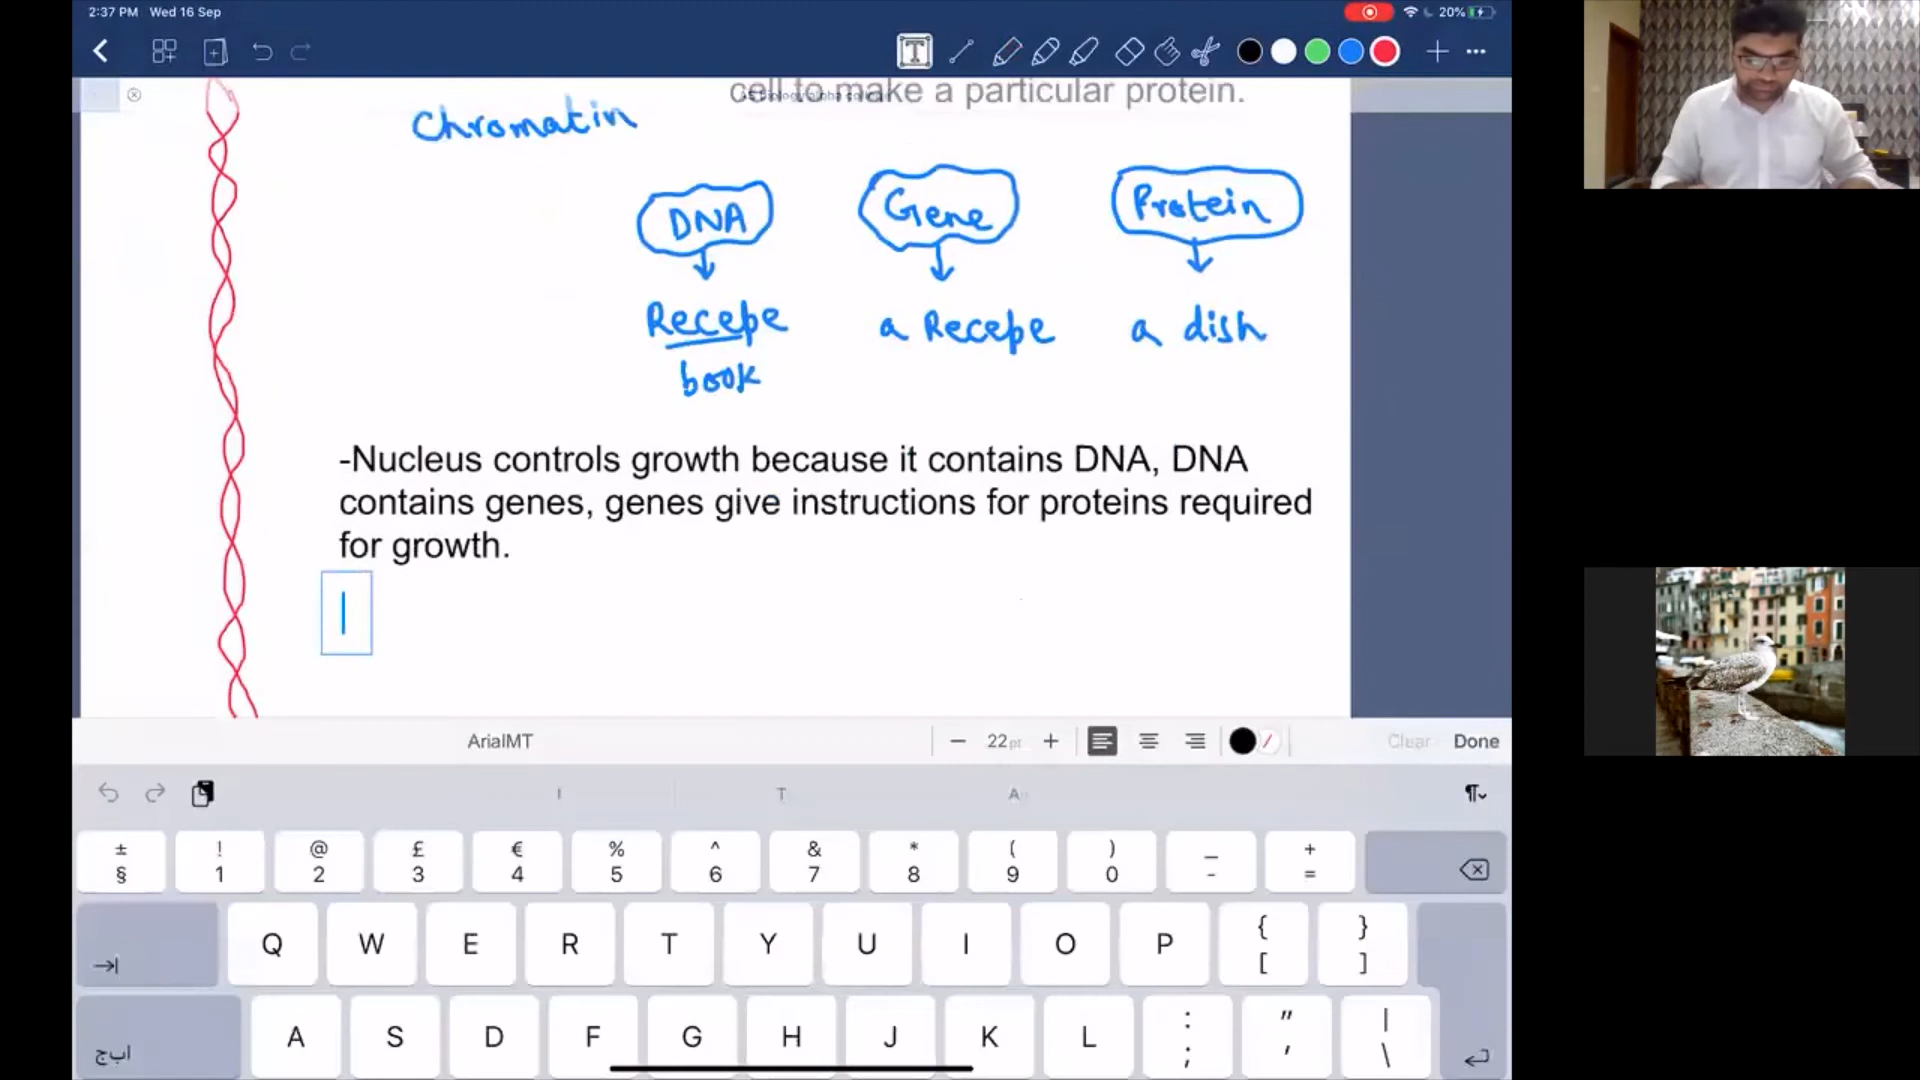 2:37 PM Wed 16 Sep
20%
cell to make a particular protein.
Chromatin
DNA Gene Protein
Recepe a Recepe a dish
book
-Nucleus controls growth because it contains DNA, DNA
contains genes, genes give instructions for proteins required
for growth.
ArialMT
22pt
Clear Done
I T A
± ! @ £ € % ^ & * ( ) _ +
§ 1 2 3 4 5 6 7 8 9 0 - =
Q W E R T Y U I O P { }
[ ]
A S D F G H J K L : " |
; ' \
ابج